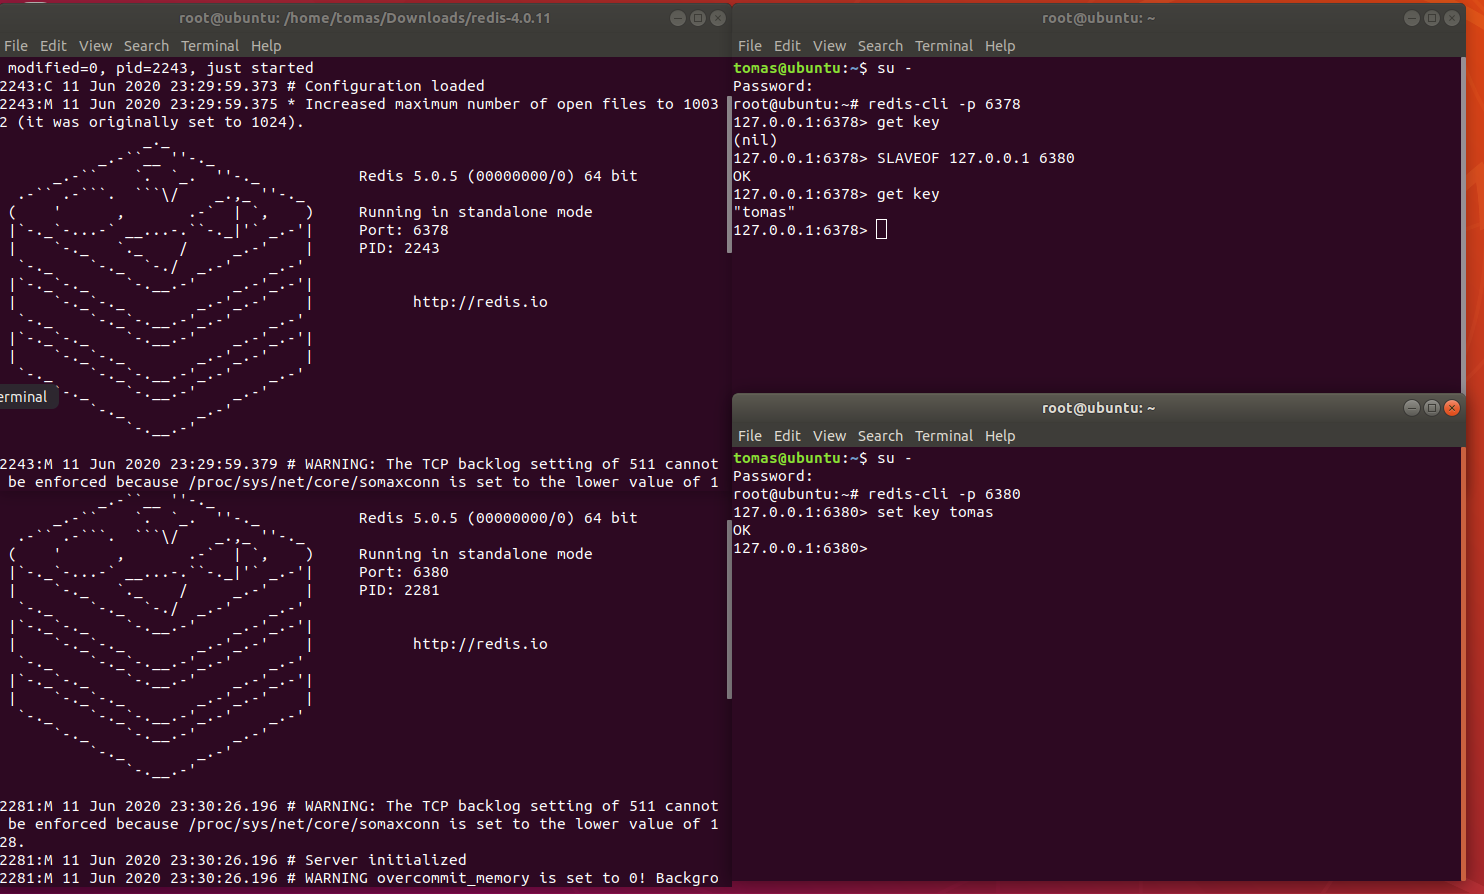 root@ubuntu: /home/tomas/Downloads/redis-4.0.11
File Edit View Search Terminal Help
modified=0, pid=2243, just started
2243:C 11 Jun 2020 23:29:59.373 # Configuration loaded
2243:M 11 Jun 2020 23:29:59.375 * Increased maximum number of open files to 1003
2 (it was originally set to 1024).
Redis 5.0.5 (00000000/0) 64 bit
Running in standalone mode
Port: 6378
PID: 2243
http://redis.io
erminal
2243:M 11 Jun 2020 23:29:59.379 # WARNING: The TCP backlog setting of 511 cannot
be enforced because /proc/sys/net/core/somaxconn is set to the lower value of 1
Redis 5.0.5 (00000000/0) 64 bit
Running in standalone mode
Port: 6380
PID: 2281
http://redis.io
2281:M 11 Jun 2020 23:30:26.196 # WARNING: The TCP backlog setting of 511 cannot
be enforced because /proc/sys/net/core/somaxconn is set to the lower value of 1
28.
2281:M 11 Jun 2020 23:30:26.196 # Server initialized
2281:M 11 Jun 2020 23:30:26.196 # WARNING overcommit_memory is set to 0! Backgro
root@ubuntu: ~
File Edit View Search Terminal Help
tomas@ubuntu:~$ su -
Password:
root@ubuntu:~# redis-cli -p 6378
127.0.0.1:6378> get key
(nil)
127.0.0.1:6378> SLAVEOF 127.0.0.1 6380
OK
127.0.0.1:6378> get key
"tomas"
127.0.0.1:6378>
root@ubuntu: ~
File Edit View Search Terminal Help
tomas@ubuntu:~$ su -
Password:
root@ubuntu:~# redis-cli -p 6380
127.0.0.1:6380> set key tomas
OK
127.0.0.1:6380>